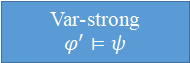 Var-strong
φ′ ⊨ ψ